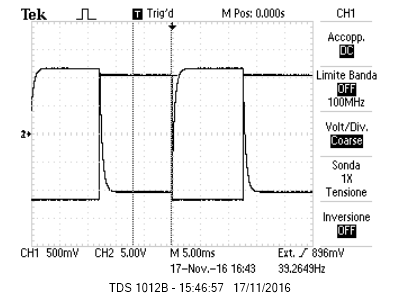 Tek T Trig'd M Pos: 0.000s CH1
Accopp.
DC
Limite Banda
OFF
100MHz
Volt/Div.
Coarse
2
Sonda
1X
Tensione
Inversione
OFF
CH1 500mV CH2 5.00V M 5.00ms Ext. 896mV
17-Nov.-16 16:43 39.2649Hz
TDS 1012B - 15:46:57 17/11/2016